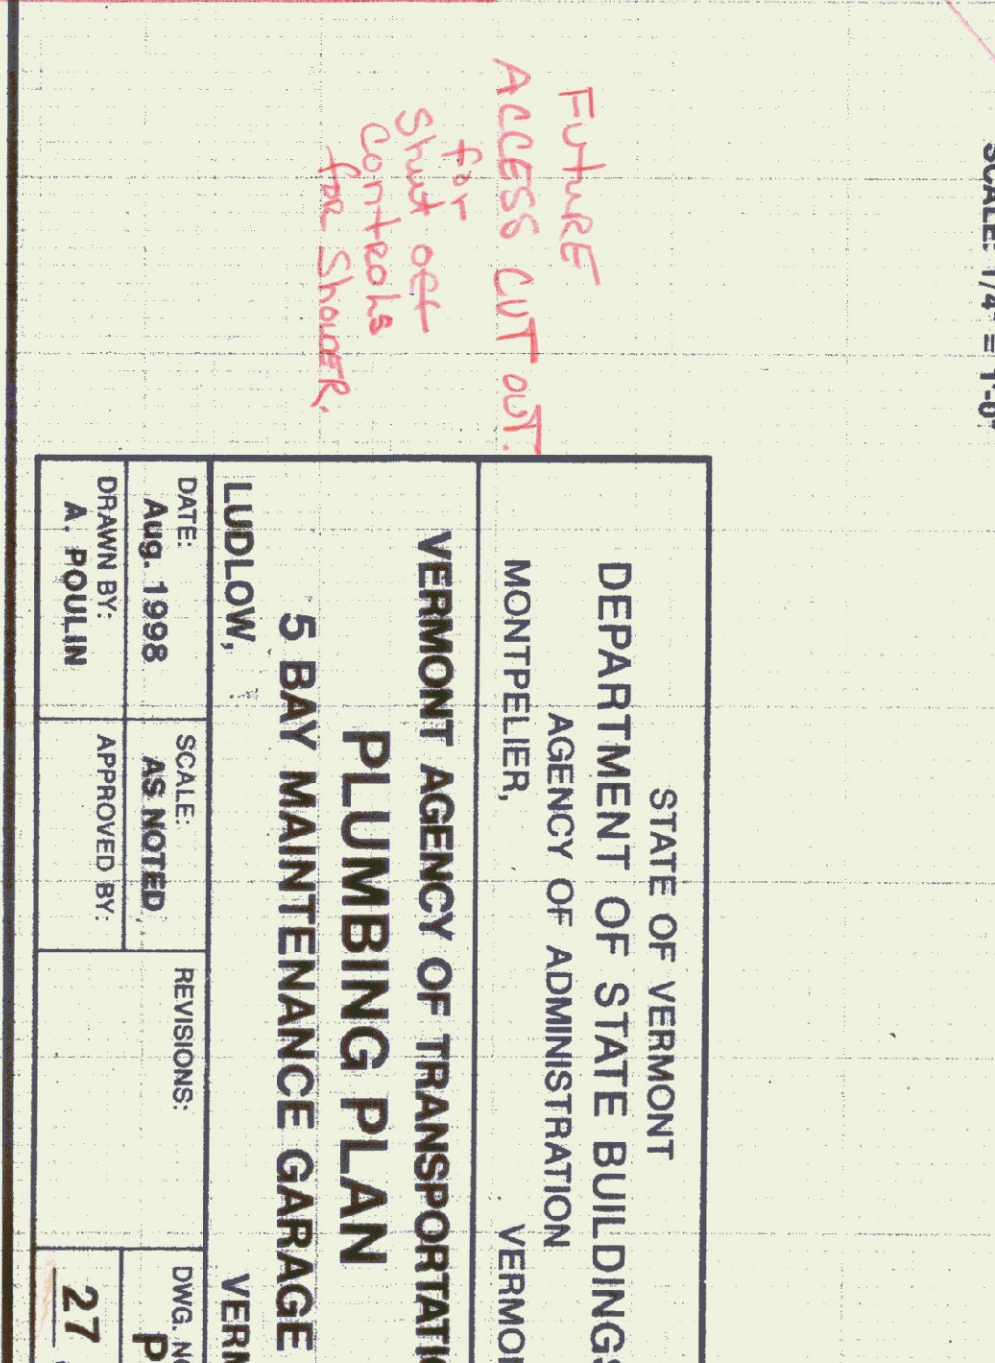 SCALE: 1/4" = 1'-0"
FutuRE
ACCESS CUT OUT.
for
Shut off
ContRols
foR ShowER.
STATE OF VERMONT
DEPARTMENT OF STATE BUILDINGS
AGENCY OF ADMINISTRATION
MONTPELIER, VERMO
VERMONT AGENCY OF TRANSPORTATIO
PLUMBING PLAN
5 BAY MAINTENANCE GARAGE
LUDLOW, VERM
DATE:
Aug. 1998
SCALE:
AS NOTED
REVISIONS:
DWG. NO
P
DRAWN BY:
A. POULIN
APPROVED BY:
27